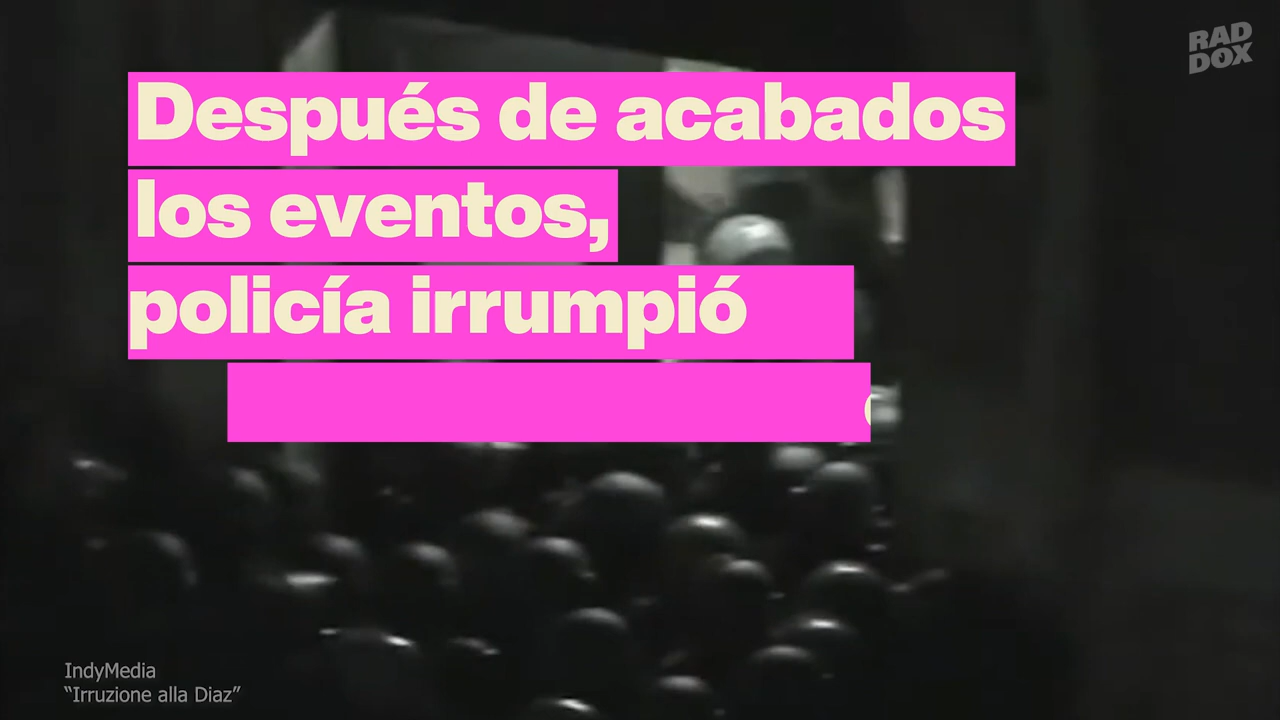 RAD
DOX
Después de acabados
los eventos,
policía irrumpió
IndyMedia
“Irruzione alla Diaz”